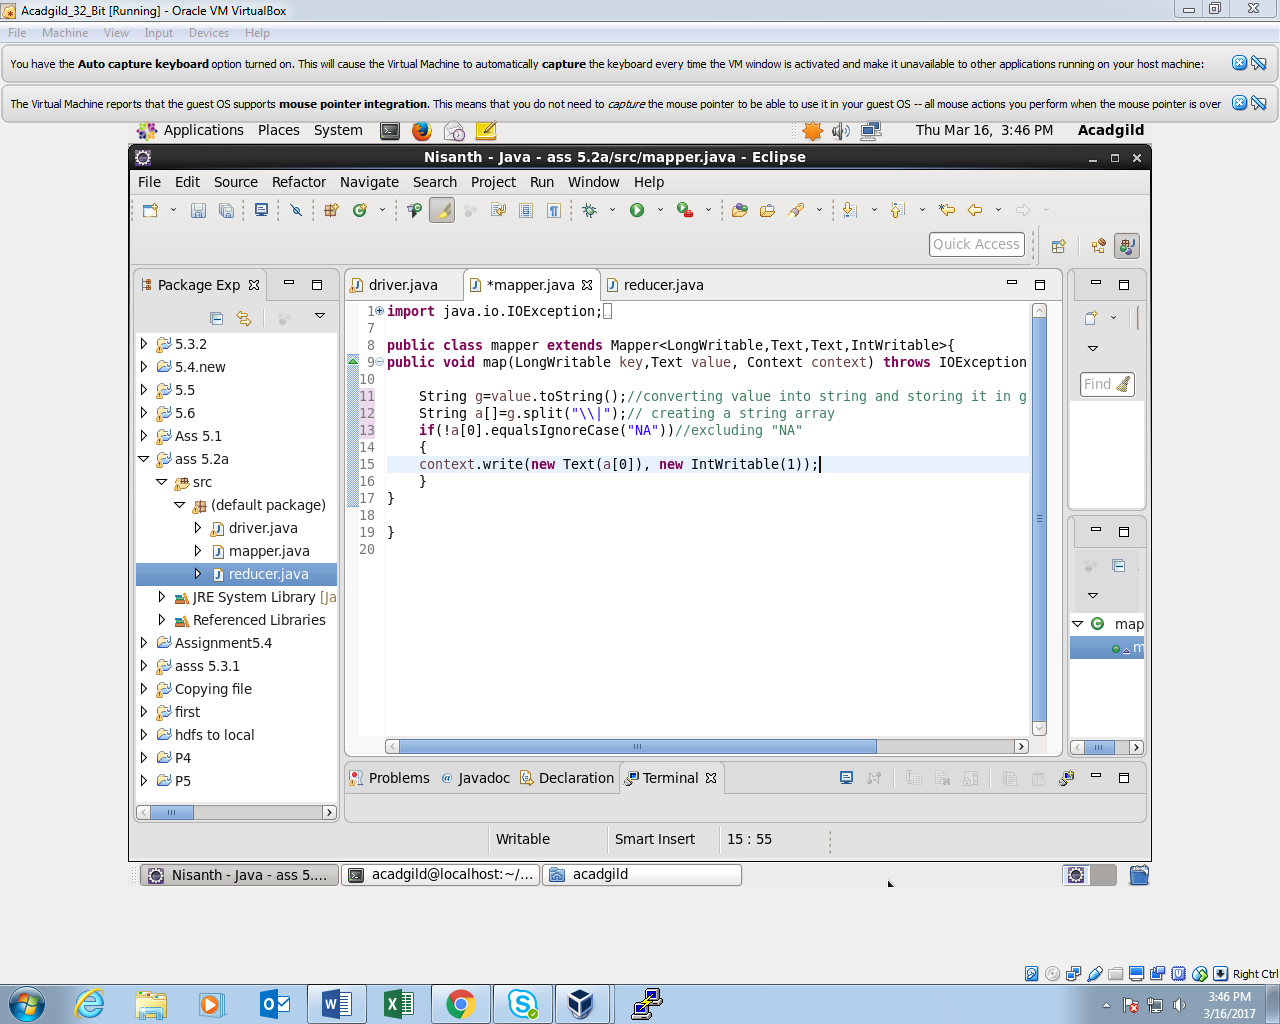 Acadgild_32_Bit [Running] - Oracle VM VirtualBox
File Machine View Input Devices Help
You have the Auto capture keyboard option turned on. This will cause the Virtual Machine to automatically capture the keyboard every time the VM window is activated and make it unavailable to other applications running on your host machine:
The Virtual Machine reports that the guest OS supports mouse pointer integration. This means that you do not need to capture the mouse pointer to be able to use it in your guest OS -- all mouse actions you perform when the mouse pointer is over
Applications Places System Thu Mar 16, 3:46 PM Acadgild
Nisanth - Java - ass 5.2a/src/mapper.java - Eclipse
File Edit Source Refactor Navigate Search Project Run Window Help
Quick Access
Package Exp
5.3.2
5.4.new
5.5
5.6
Ass 5.1
ass 5.2a
src
(default package)
driver.java
mapper.java
reducer.java
JRE System Library [Ja
Referenced Libraries
Assignment5.4
asss 5.3.1
Copying file
first
hdfs to local
P4
P5
driver.java *mapper.java reducer.java
1 import java.io.IOException;
7
8 public class mapper extends Mapper<LongWritable,Text,Text,IntWritable>{
9 public void map(LongWritable key,Text value, Context context) throws IOException
10
11 String g=value.toString();//converting value into string and storing it in g
12 String a[]=g.split("\\|");// creating a string array
13 if(!a[0].equalsIgnoreCase("NA"))//excluding "NA"
14 {
15 context.write(new Text(a[0]), new IntWritable(1));
16 }
17 }
18
19 }
20
Find
map
m
Problems @ Javadoc Declaration Terminal
Writable Smart Insert 15 : 55
Nisanth - Java - ass 5.... acadgild@localhost:~/... acadgild
Right Ctrl
3:46 PM
3/16/2017